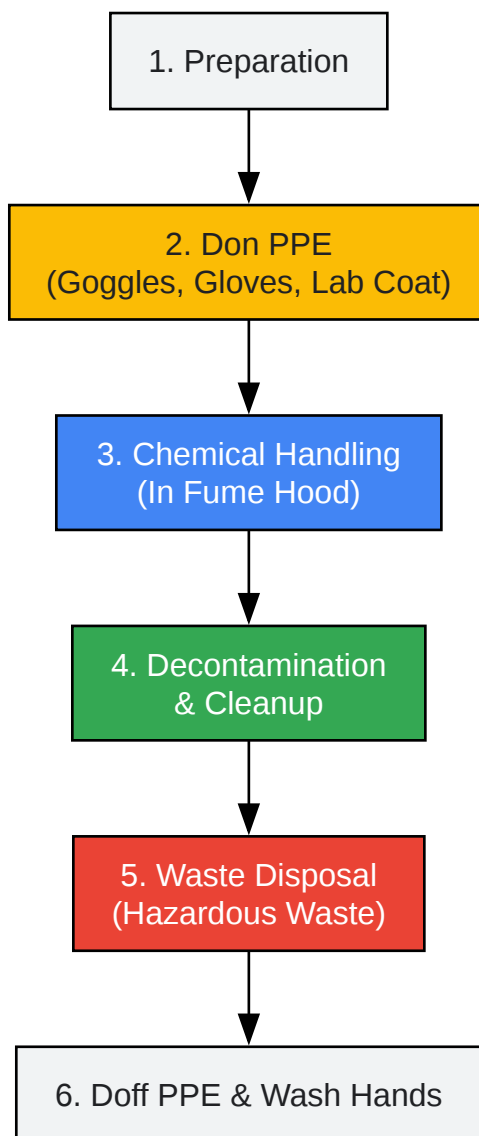 1. Preparation
2. Don PPE
(Goggles, Gloves, Lab Coat)
3. Chemical Handling
(In Fume Hood)
4. Decontamination
& Cleanup
5. Waste Disposal
(Hazardous Waste)
6. Doff PPE & Wash Hands